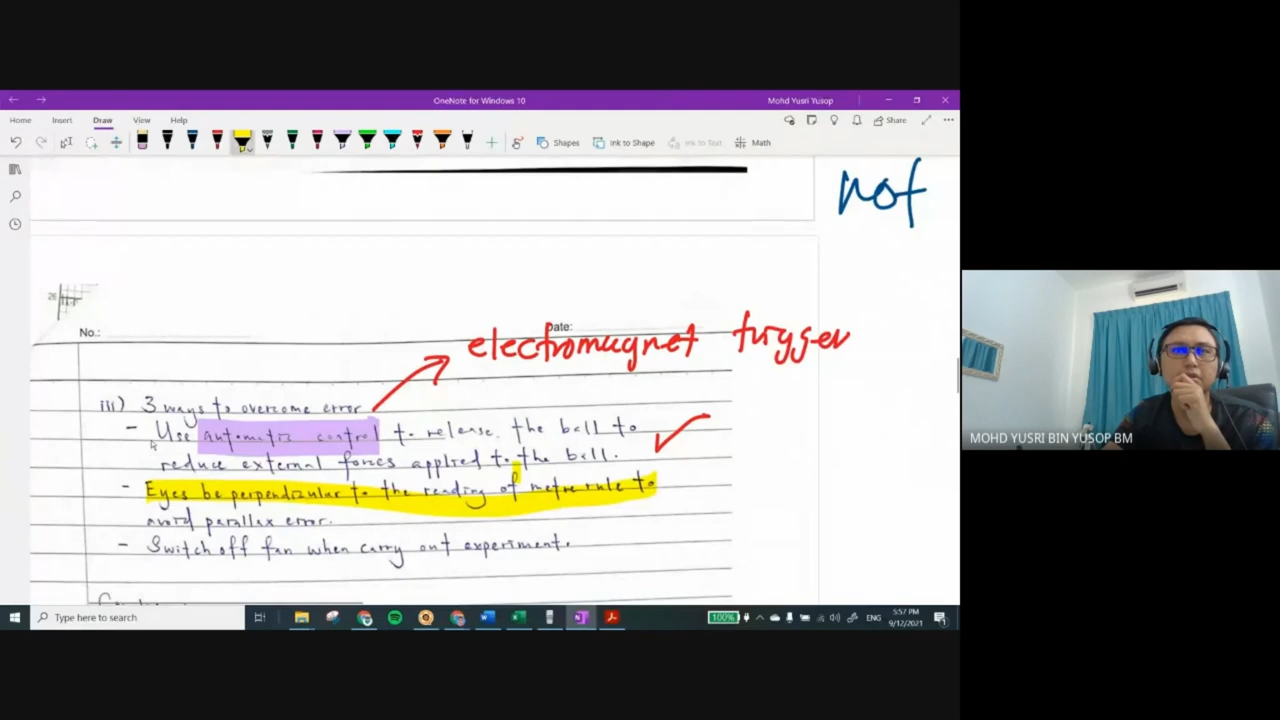 OneNote for Windows 10
Mohd Yusri Yusop
Home Insert Draw View Help
Share
Shapes Ink to Shape Ink to Text Math
not
26
No.: Date:
electromagnet trigger
iii) 3 ways to overcome error
- Use automatic control to release the ball to
reduce external forces applied to the ball.
- Eyes be perpendicular to the reading of metre rule to
avoid parallax error.
- Switch off fan when carry out experiment.
MOHD YUSRI BIN YUSOP BM
Type here to search
100%
ENG
5:57 PM
9/12/2021